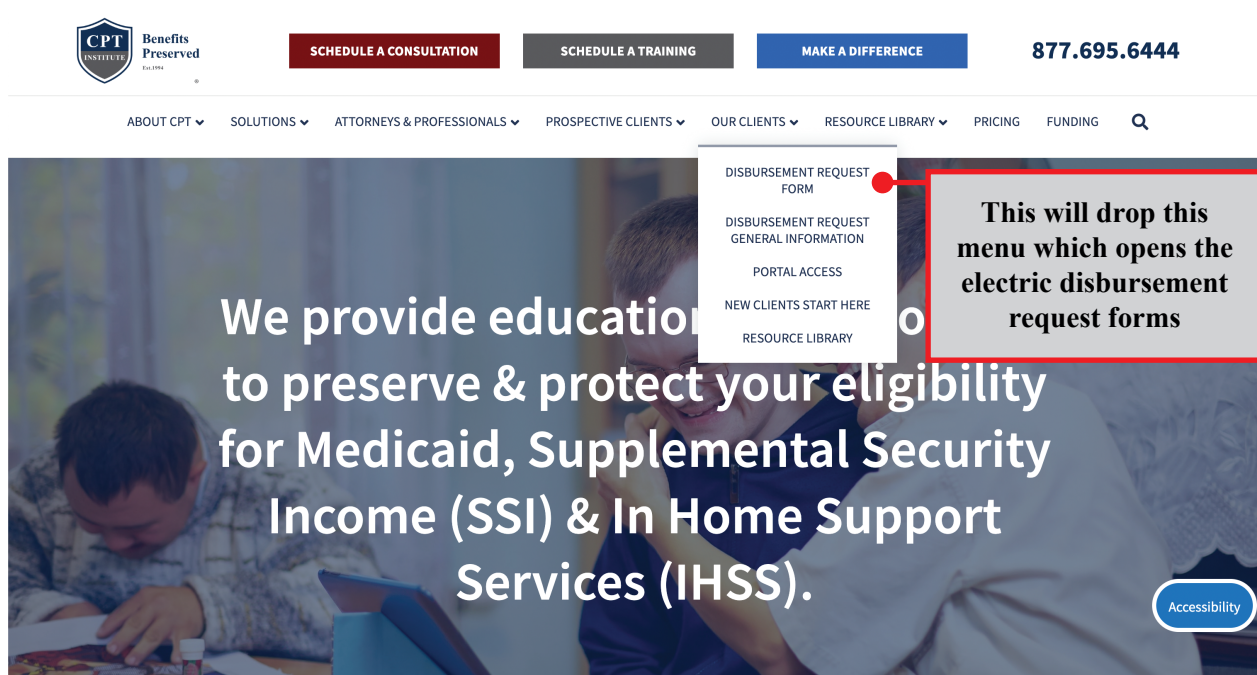 CPT
INSTITUTE
Benefits
Preserved
Est.1994
®
SCHEDULE A CONSULTATION
SCHEDULE A TRAINING
MAKE A DIFFERENCE
877.695.6444
ABOUT CPT
SOLUTIONS
ATTORNEYS & PROFESSIONALS
PROSPECTIVE CLIENTS
OUR CLIENTS
RESOURCE LIBRARY
PRICING
FUNDING
DISBURSEMENT REQUEST
FORM
DISBURSEMENT REQUEST
GENERAL INFORMATION
PORTAL ACCESS
NEW CLIENTS START HERE
RESOURCE LIBRARY
This will drop this
menu which opens the
electric disbursement
request forms
We provide education
to preserve & protect your eligibility
for Medicaid, Supplemental Security
Income (SSI) & In Home Support
Services (IHSS).
Accessibility